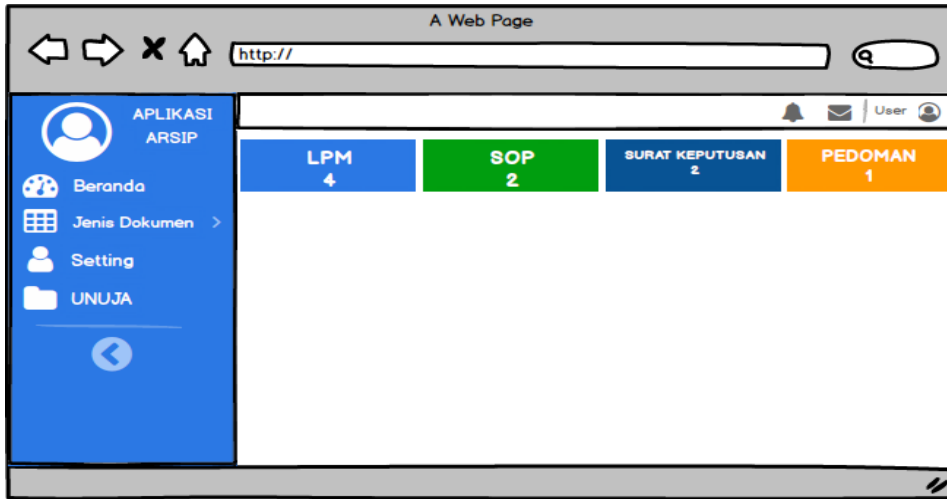 A Web Page
http://
APLIKASI
ARSIP
User
LPM
4
SOP
2
SURAT KEPUTUSAN
2
PEDOMAN
1
Beranda
Jenis Dokumen >
Setting
UNUJA